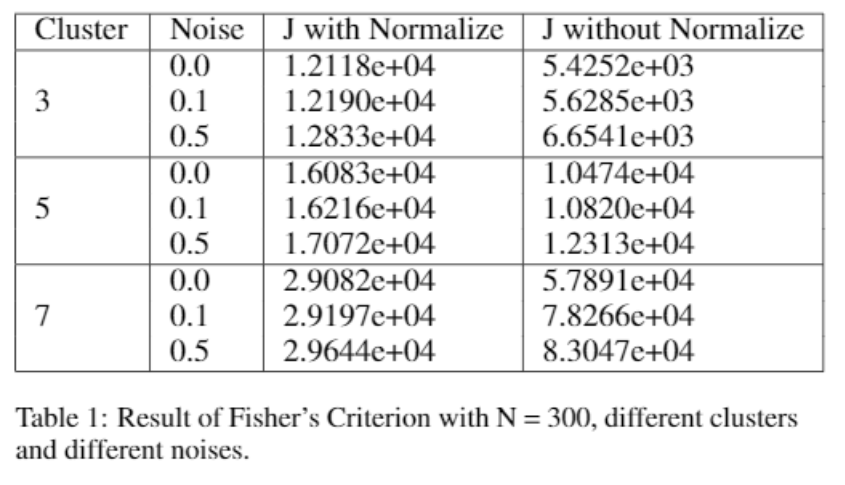 Cluster Noise J with Normalize J without Normalize
0.0 1.2118e+04 5.4252e+03
3 0.1 1.2190e+04 5.6285e+03
0.5 1.2833e+04 6.6541e+03
0.0 1.6083e+04 1.0474e+04
5 0.1 1.6216e+04 1.0820e+04
0.5 1.7072e+04 1.2313e+04
0.0 2.9082e+04 5.7891e+04
7 0.1 2.9197e+04 7.8266e+04
0.5 2.9644e+04 8.3047e+04
Table 1: Result of Fisher's Criterion with N = 300, different clusters
and different noises.